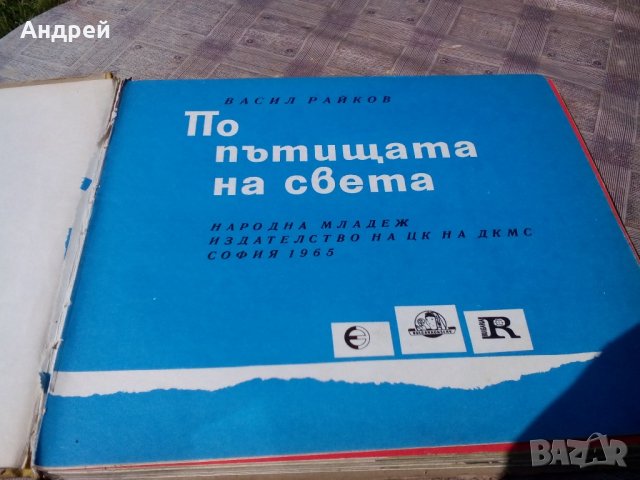 Андрей
ВАСИЛ РАЙКОВ
По
пътищата
на света
НАРОДНА МЛАДЕЖ
ИЗДАТЕЛСТВО НА ЦК НА ДКМС
СОФИЯ 1965
R
BAZAR